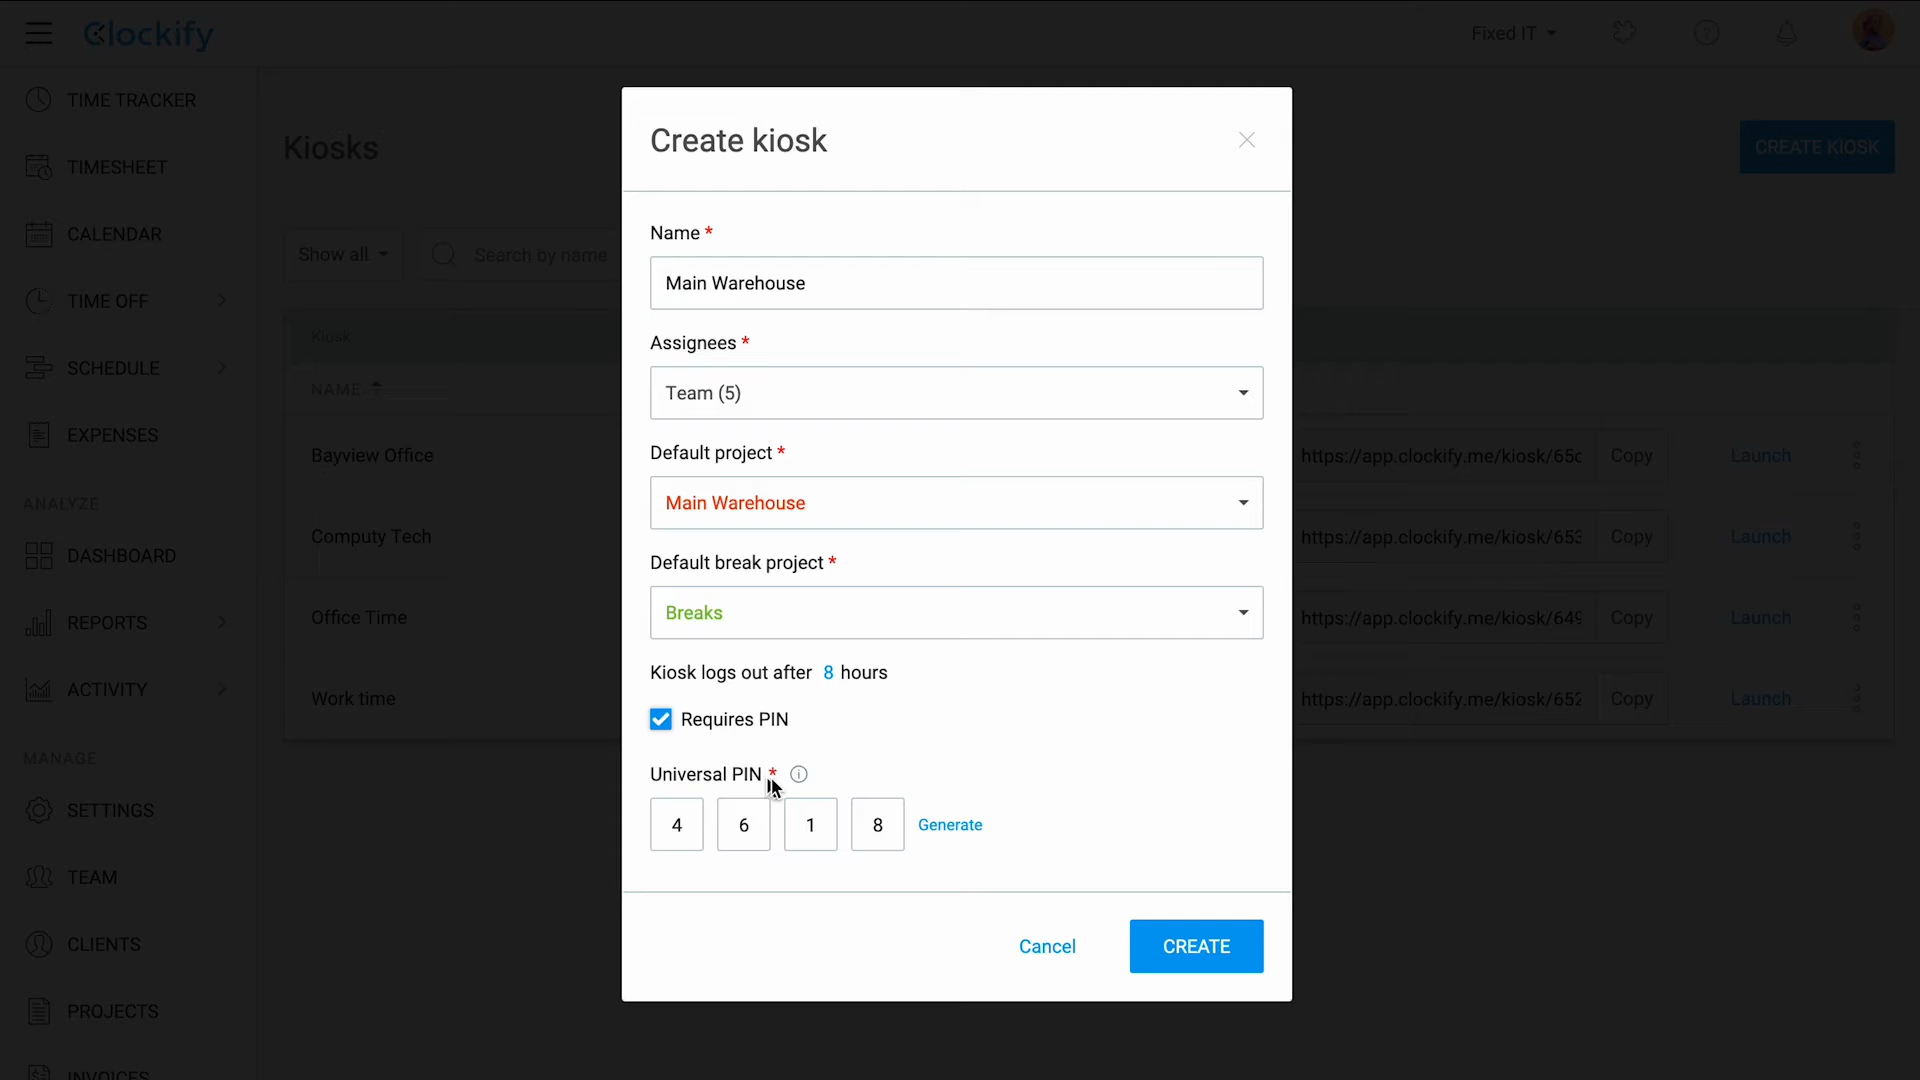 Clockify
Fixed IT
TIME TRACKER
TIMESHEET
CALENDAR
TIME OFF
SCHEDULE
EXPENSES
ANALYZE
DASHBOARD
REPORTS
ACTIVITY
MANAGE
SETTINGS
TEAM
CLIENTS
PROJECTS
INVOICES
Kiosks
CREATE KIOSK
Show all
Search by name
Kiosk
NAME
Bayview Office
https://app.clockify.me/kiosk/65c Copy Launch
Computy Tech
https://app.clockify.me/kiosk/653 Copy Launch
Office Time
https://app.clockify.me/kiosk/649 Copy Launch
Work time
https://app.clockify.me/kiosk/652 Copy Launch
Create kiosk
Name *
Main Warehouse
Assignees *
Team (5)
Default project *
Main Warehouse
Default break project *
Breaks
Kiosk logs out after 8 hours
Requires PIN
Universal PIN *
4 6 1 8 Generate
Cancel CREATE